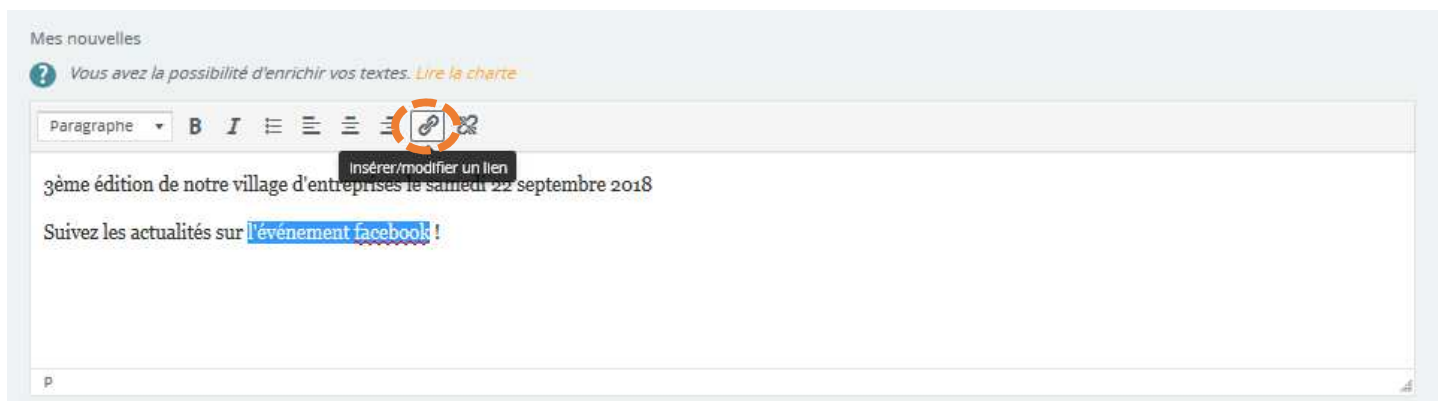 Mes nouvelles
? Vous avez la possibilité d'enrichir vos textes. Lire la charte
Paragraphe B I
Insérer/modifier un lien
3ème édition de notre village d'entreprises le samedi 22 septembre 2018
Suivez les actualités sur l'événement facebook !
P